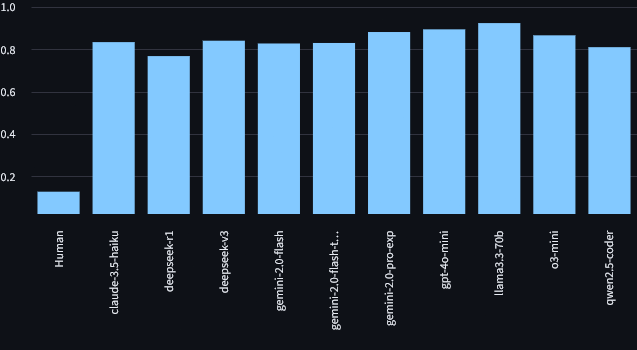 1.0
0.8
0.6
0.4
0.2
Human
claude-3.5-haiku
deepseek-r1
deepseek-v3
gemini-2.0-flash
gemini-2.0-flash-t...
gemini-2.0-pro-exp
gpt-4o-mini
llama3.3-70b
o3-mini
qwen2.5-coder